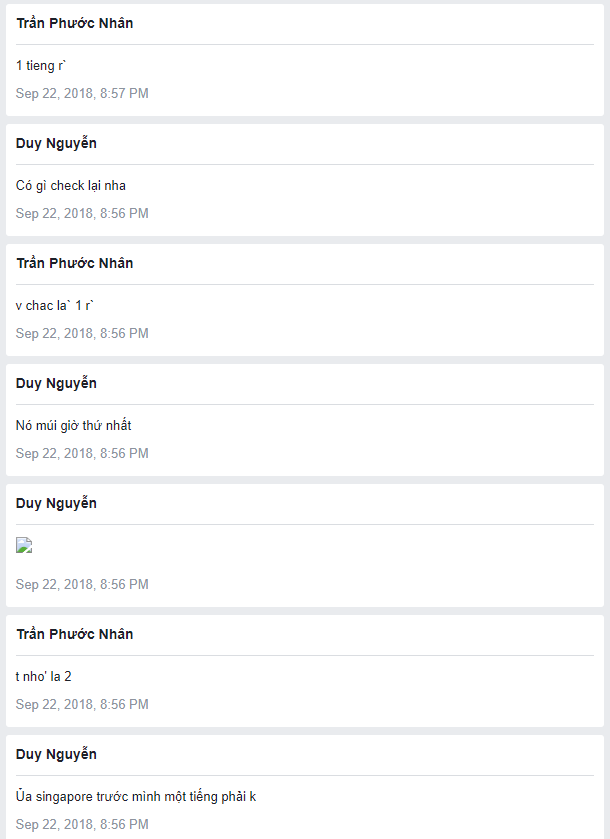 Trần Phước Nhân
1 tieng r`
Sep 22, 2018, 8:57 PM
Duy Nguyễn
Có gì check lại nha
Sep 22, 2018, 8:56 PM
Trần Phước Nhân
v chac la` 1 r`
Sep 22, 2018, 8:56 PM
Duy Nguyễn
Nó múi giờ thứ nhất
Sep 22, 2018, 8:56 PM
Duy Nguyễn
Sep 22, 2018, 8:56 PM
Trần Phước Nhân
t nho' la 2
Sep 22, 2018, 8:56 PM
Duy Nguyễn
Ủa singapore trước mình một tiếng phải k
Sep 22, 2018, 8:56 PM